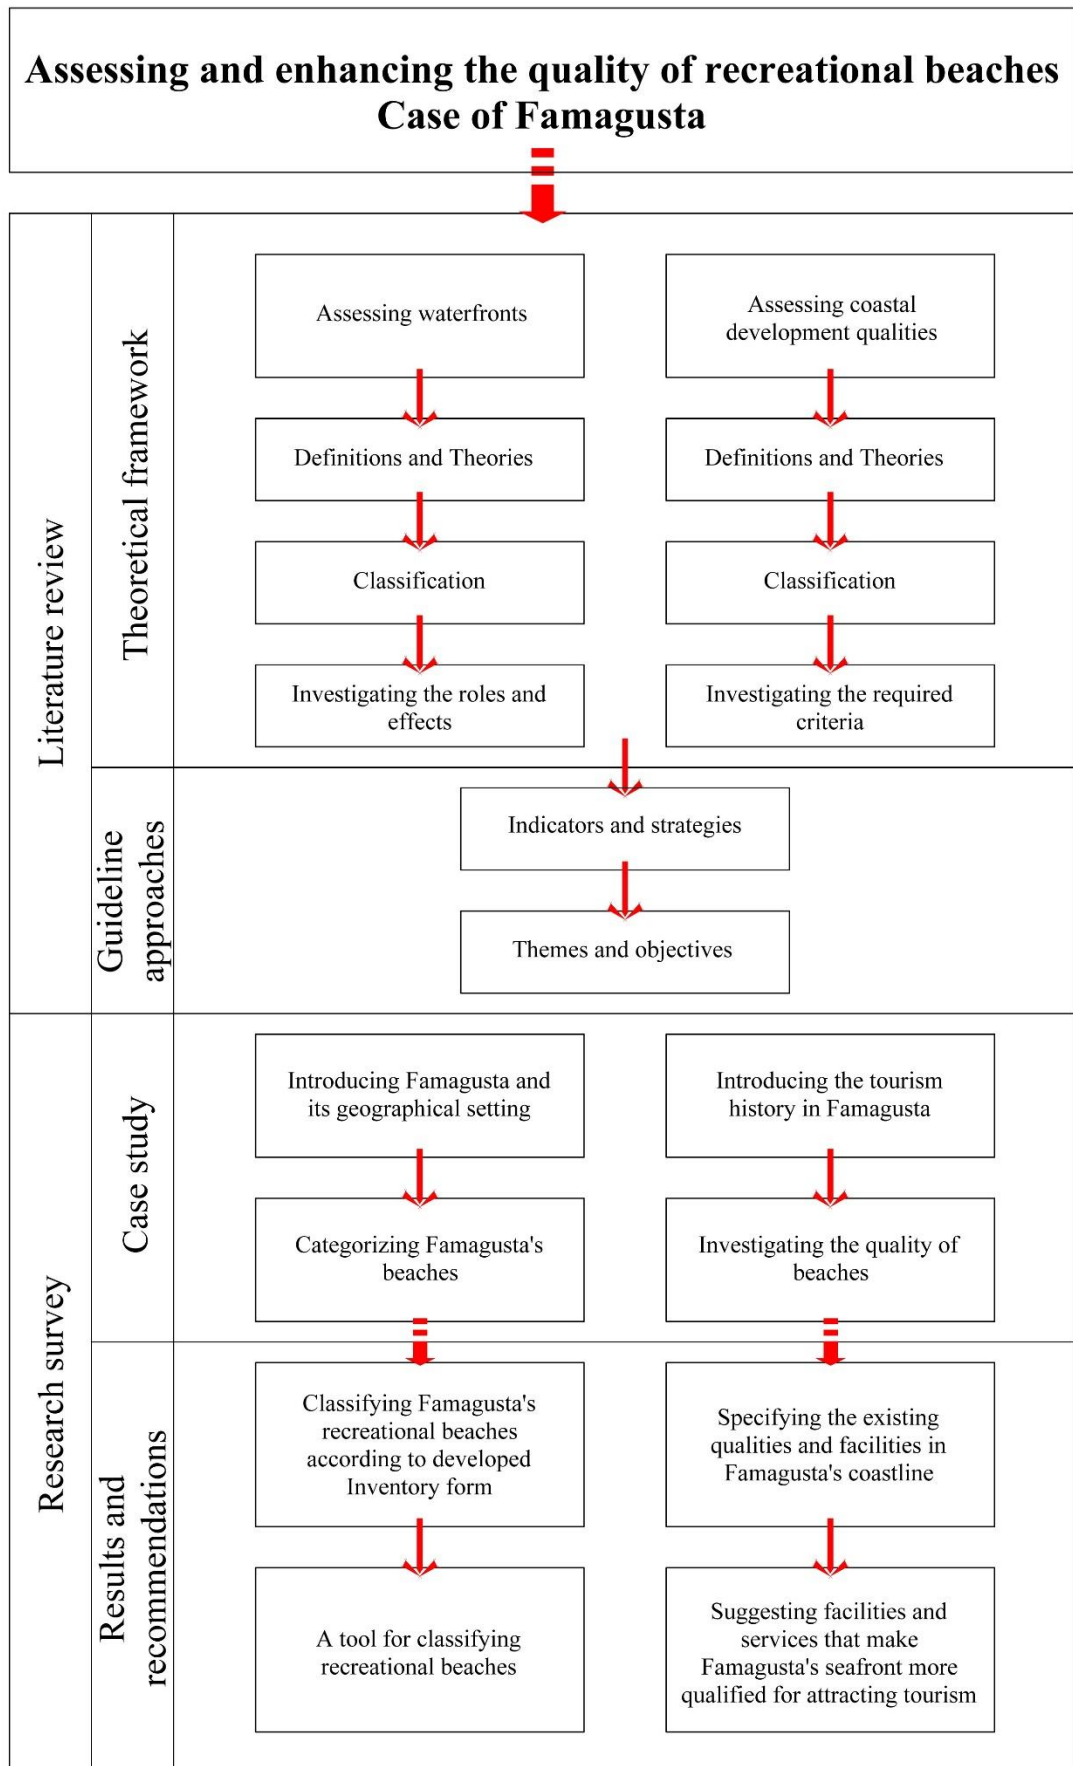 Assessing and enhancing the quality of recreational beaches
Case of Famagusta
Literature review
Theoretical framework
Assessing waterfronts
Definitions and Theories
Classification
Investigating the roles and
effects
Assessing coastal
development qualities
Definitions and Theories
Classification
Investigating the required
criteria
Guideline
approaches
Indicators and strategies
Themes and objectives
Research survey
Case study
Introducing Famagusta and
its geographical setting
Categorizing Famagusta's
beaches
Introducing the tourism
history in Famagusta
Investigating the quality of
beaches
Results and
recommendations
Classifying Famagusta's
recreational beaches
according to developed
Inventory form
A tool for classifying
recreational beaches
Specifying the existing
qualities and facilities in
Famagusta's coastline
Suggesting facilities and
services that make
Famagusta's seafront more
qualified for attracting tourism